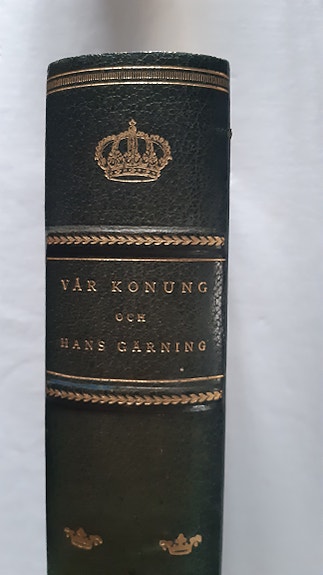 VÅR KONUNG
OCH
HANS GÄRNING